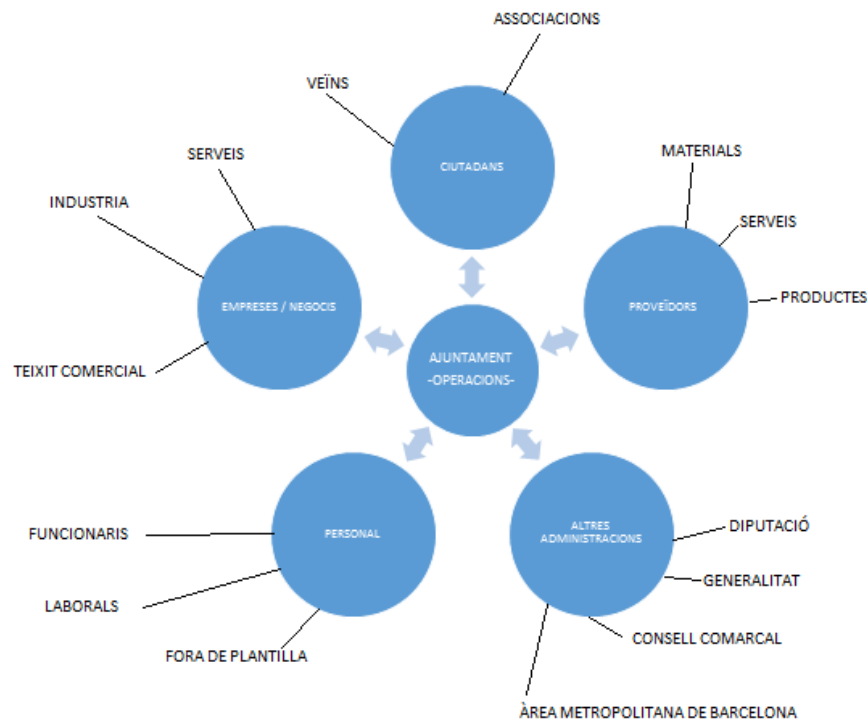 ASSOCIACIONS
VEÏNS
CIUTADANS
SERVEIS
INDUSTRIA
EMPRESES / NEGOCIS
TEIXIT COMERCIAL
MATERIALS
SERVEIS
PRODUCTES
PROVEÏDORS
AJUNTAMENT
-OPERACIONS-
PERSONAL
FUNCIONARIS
LABORALS
FORA DE PLANTILLA
ALTRES
ADMINISTRACIONS
DIPUTACIÓ
GENERALITAT
CONSELL COMARCAL
ÀREA METROPOLITANA DE BARCELONA